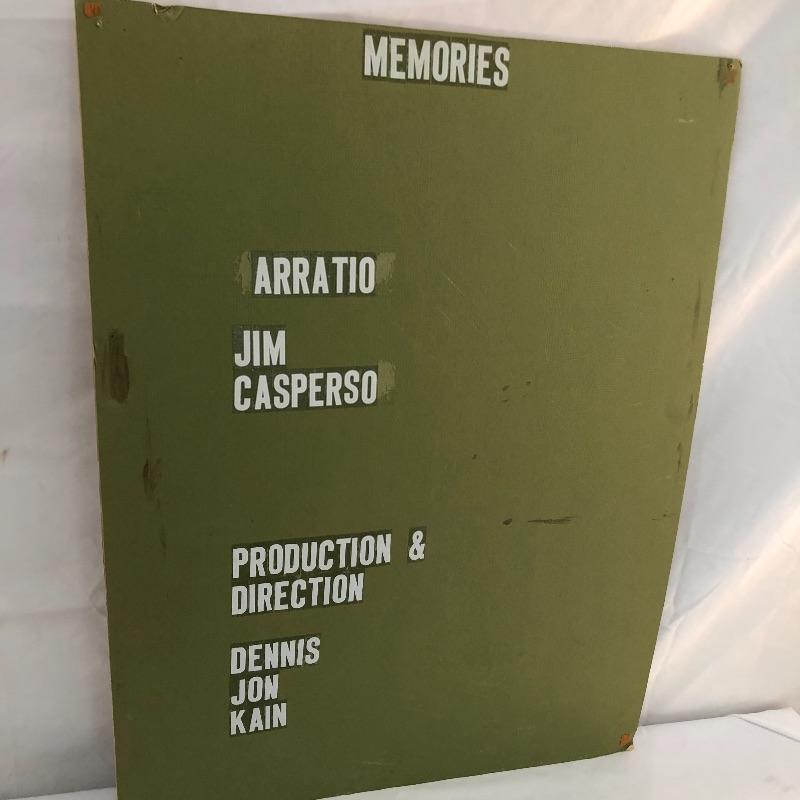 MEMORIES
ARRATIO
JIM
CASPERSO
PRODUCTION &
DIRECTION
DENNIS
JON
KAIN